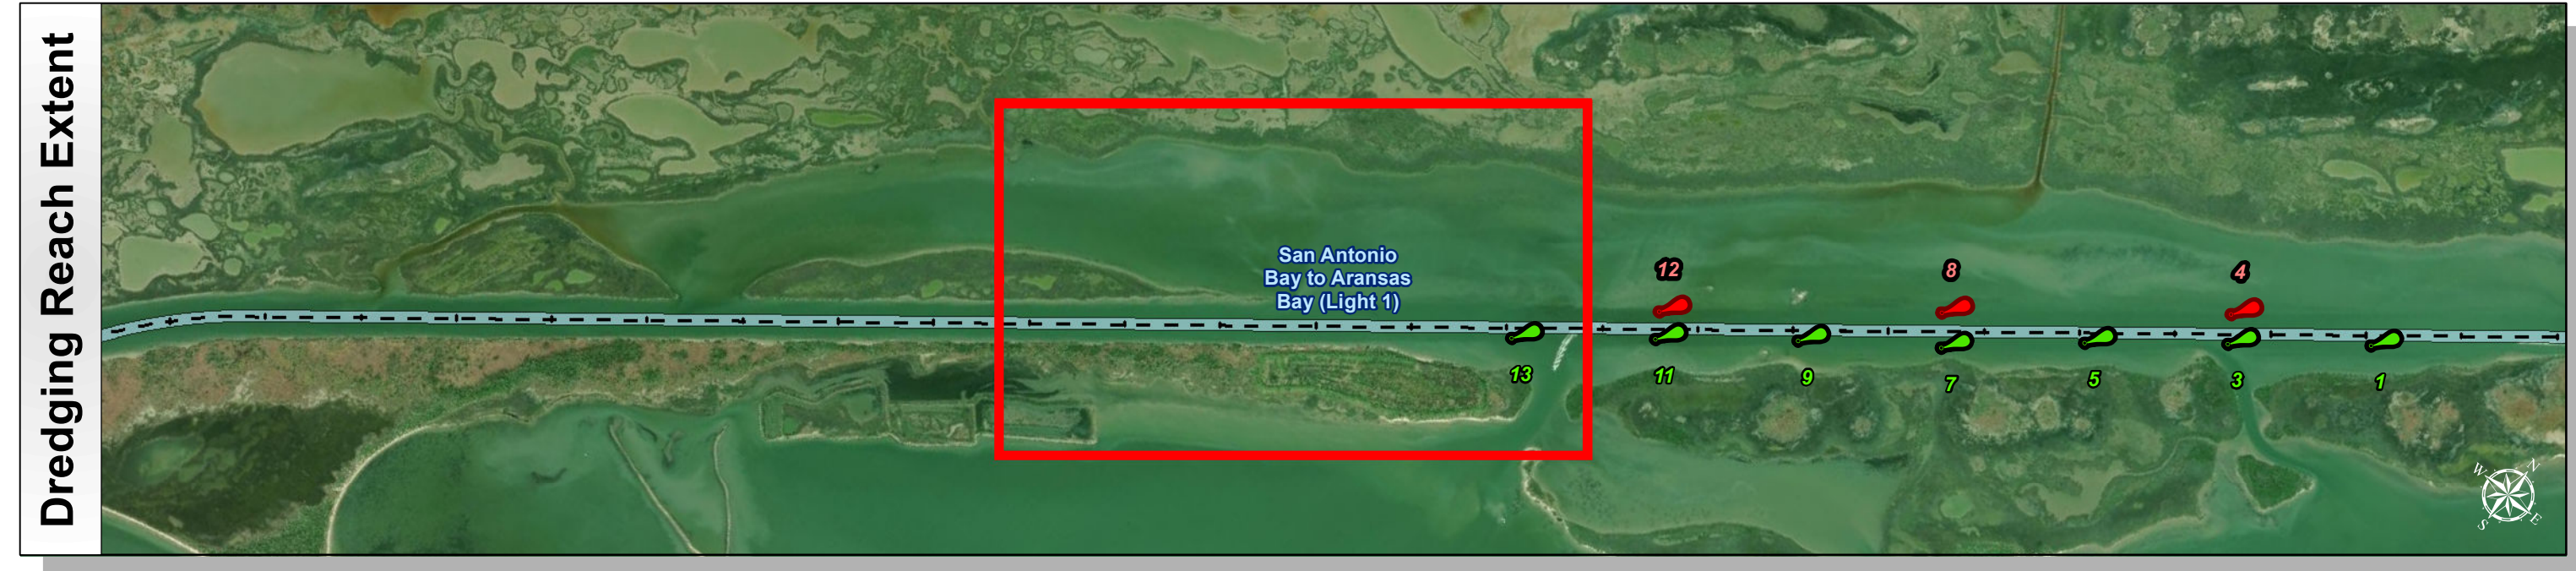 Dredging Reach Extent
San Antonio
Bay to Aransas
Bay (Light 1)
12
8
4
13
11
9
7
5
3
1
W
N
S
E